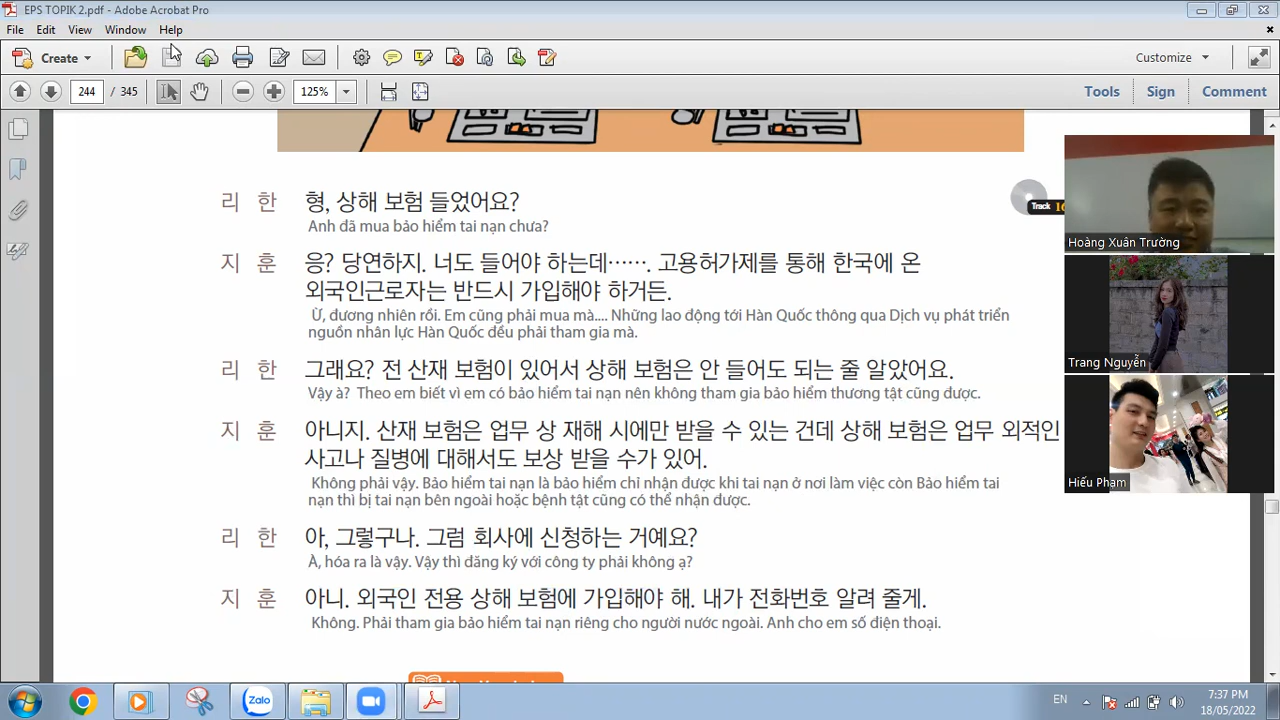 EPS TOPIK 2.pdf - Adobe Acrobat Pro
File Edit View Window Help
Create
Customize
244 / 345
125%
Tools Sign Comment
리 한 형, 상해 보험 들었어요?
Anh đã mua bảo hiểm tai nạn chưa?
Track
지 훈 응? 당연하지. 너도 들어야 하는데……. 고용허가제를 통해 한국에 온
외국인근로자는 반드시 가입해야 하거든.
Ừ, đương nhiên rồi. Em cũng phải mua mà.... Những lao động tới Hàn Quốc thông qua Dịch vụ phát triển
nguồn nhân lực Hàn Quốc đều phải tham gia mà.
리 한 그래요? 전 산재 보험이 있어서 상해 보험은 안 들어도 되는 줄 알았어요.
Vậy à? Theo em biết vì em có bảo hiểm tai nạn nên không tham gia bảo hiểm thương tật cũng được.
지 훈 아니지. 산재 보험은 업무 상 재해 시에만 받을 수 있는 건데 상해 보험은 업무 외적인
사고나 질병에 대해서도 보상 받을 수가 있어.
Không phải vậy. Bảo hiểm tai nạn là bảo hiểm chỉ nhận được khi tai nạn ở nơi làm việc còn Bảo hiểm tai
nạn thì bị tai nạn bên ngoài hoặc bệnh tật cũng có thể nhận được.
리 한 아, 그렇구나. 그럼 회사에 신청하는 거예요?
À, hóa ra là vậy. Vậy thì đăng ký với công ty phải không ạ?
지 훈 아니. 외국인 전용 상해 보험에 가입해야 해. 내가 전화번호 알려 줄게.
Không. Phải tham gia bảo hiểm tai nạn riêng cho người nước ngoài. Anh cho em số điện thoại.
Hoàng Xuân Trường
Trang Nguyễn
Hiếu Phạm
Zalo
EN
7:37 PM
18/05/2022